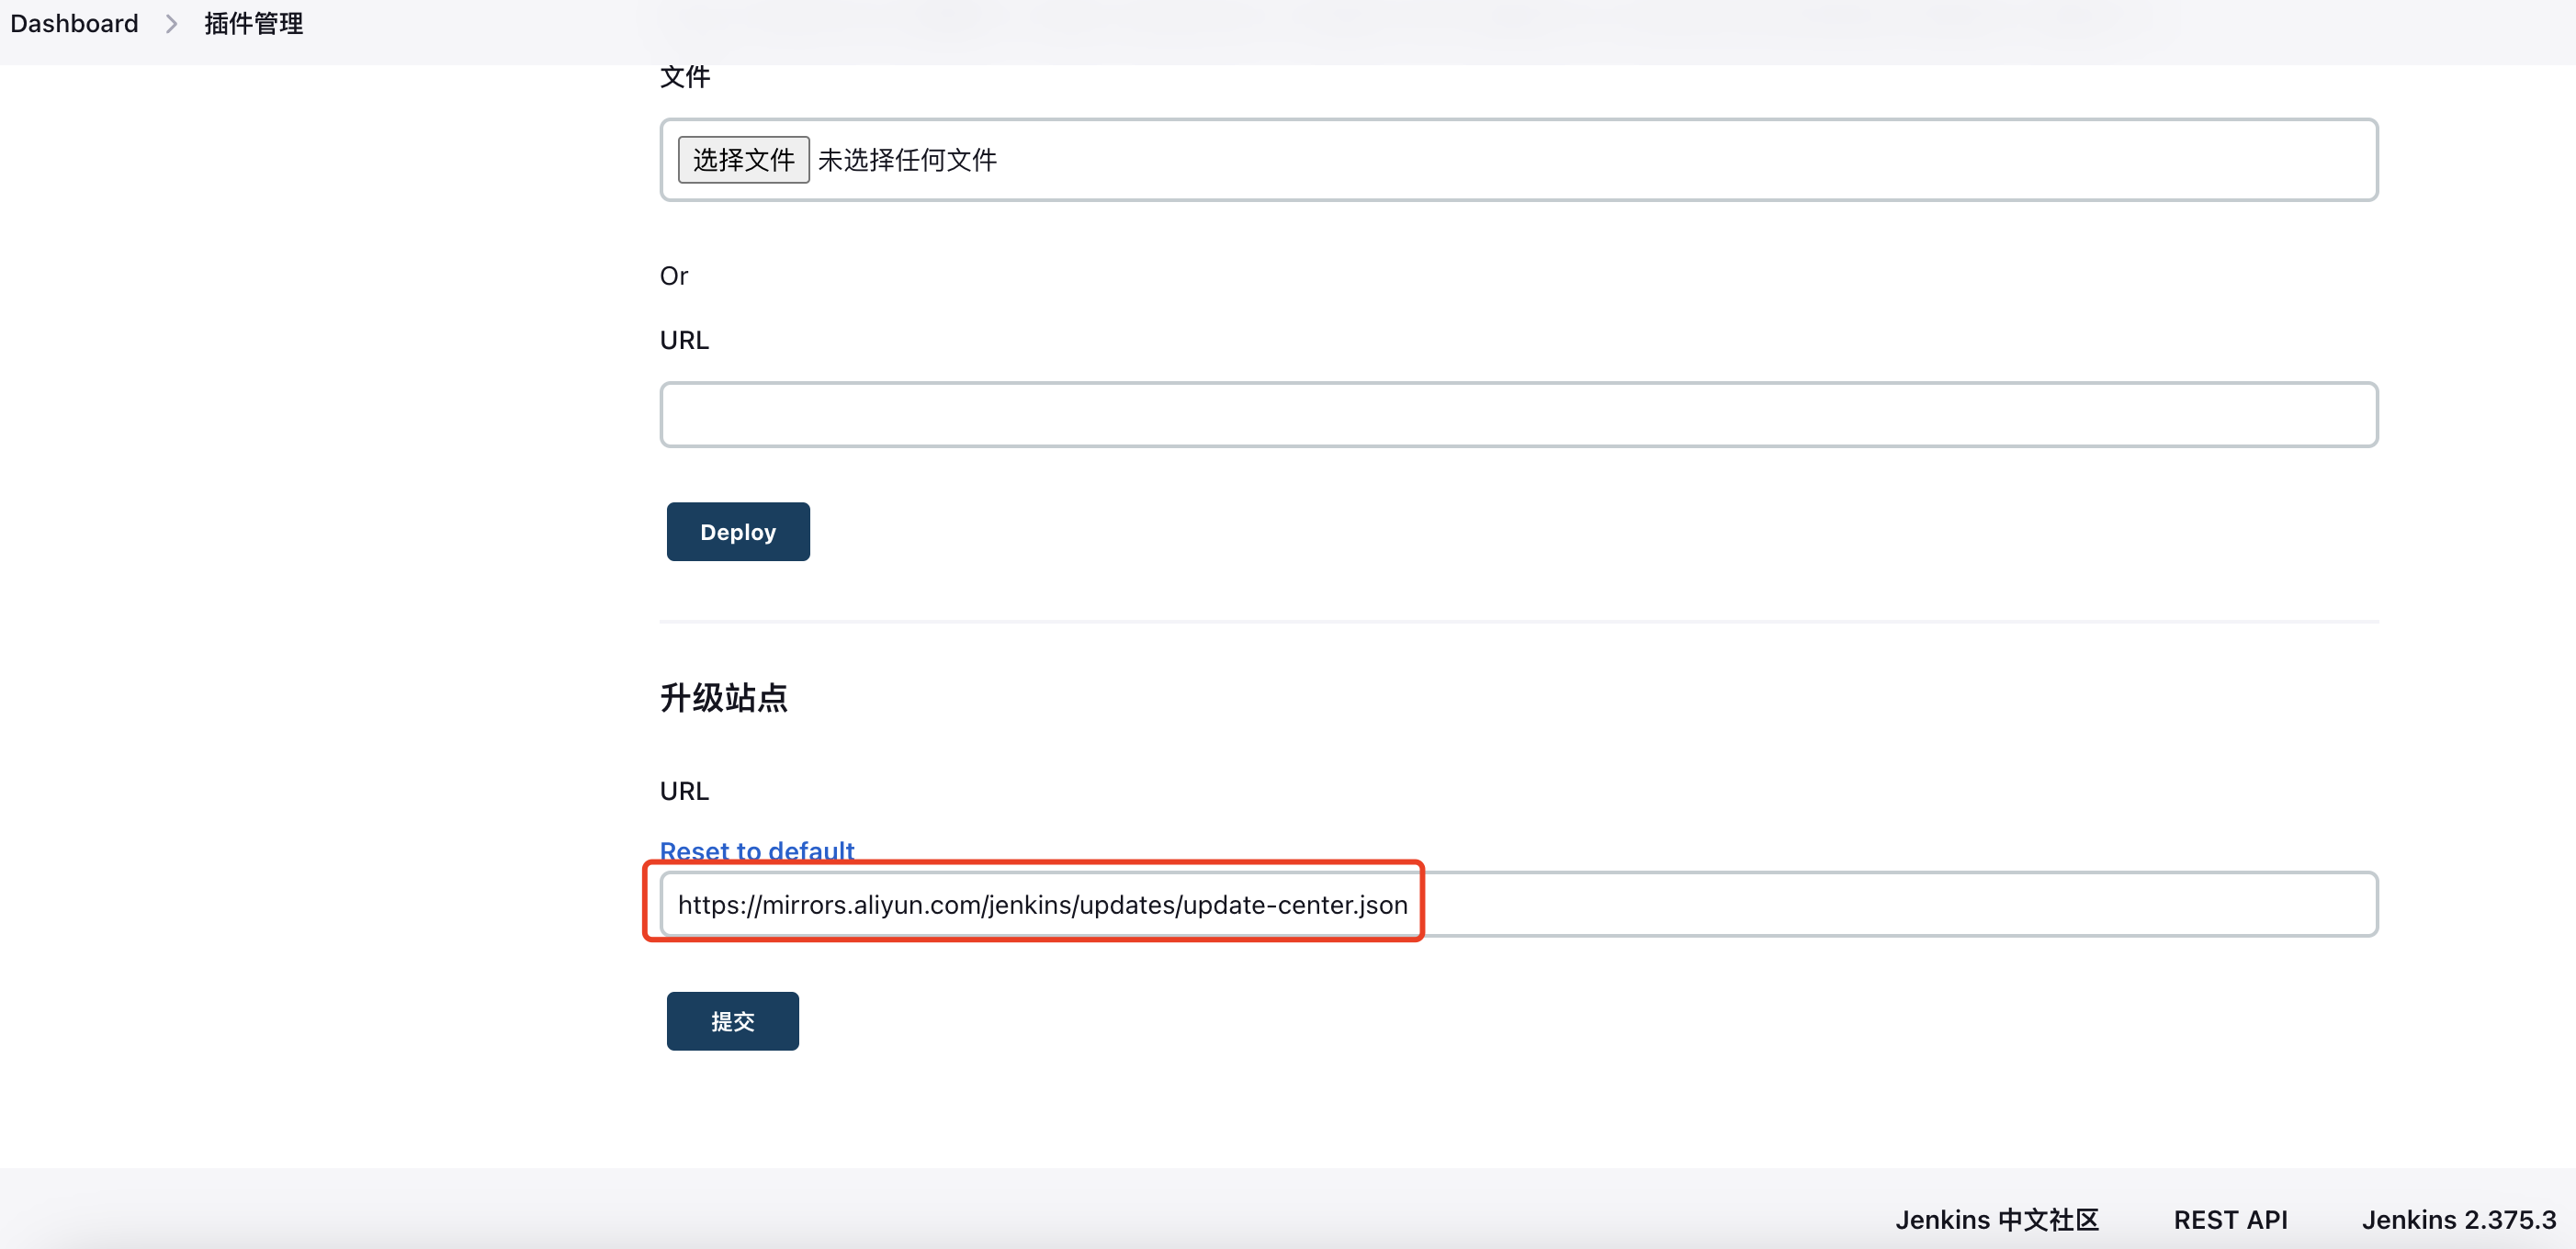 Dashboard > 插件管理
文件
选择文件 未选择任何文件
Or
URL
Deploy
升级站点
URL
Reset to default
https://mirrors.aliyun.com/jenkins/updates/update-center.json
提交
Jenkins 中文社区 REST API Jenkins 2.375.3